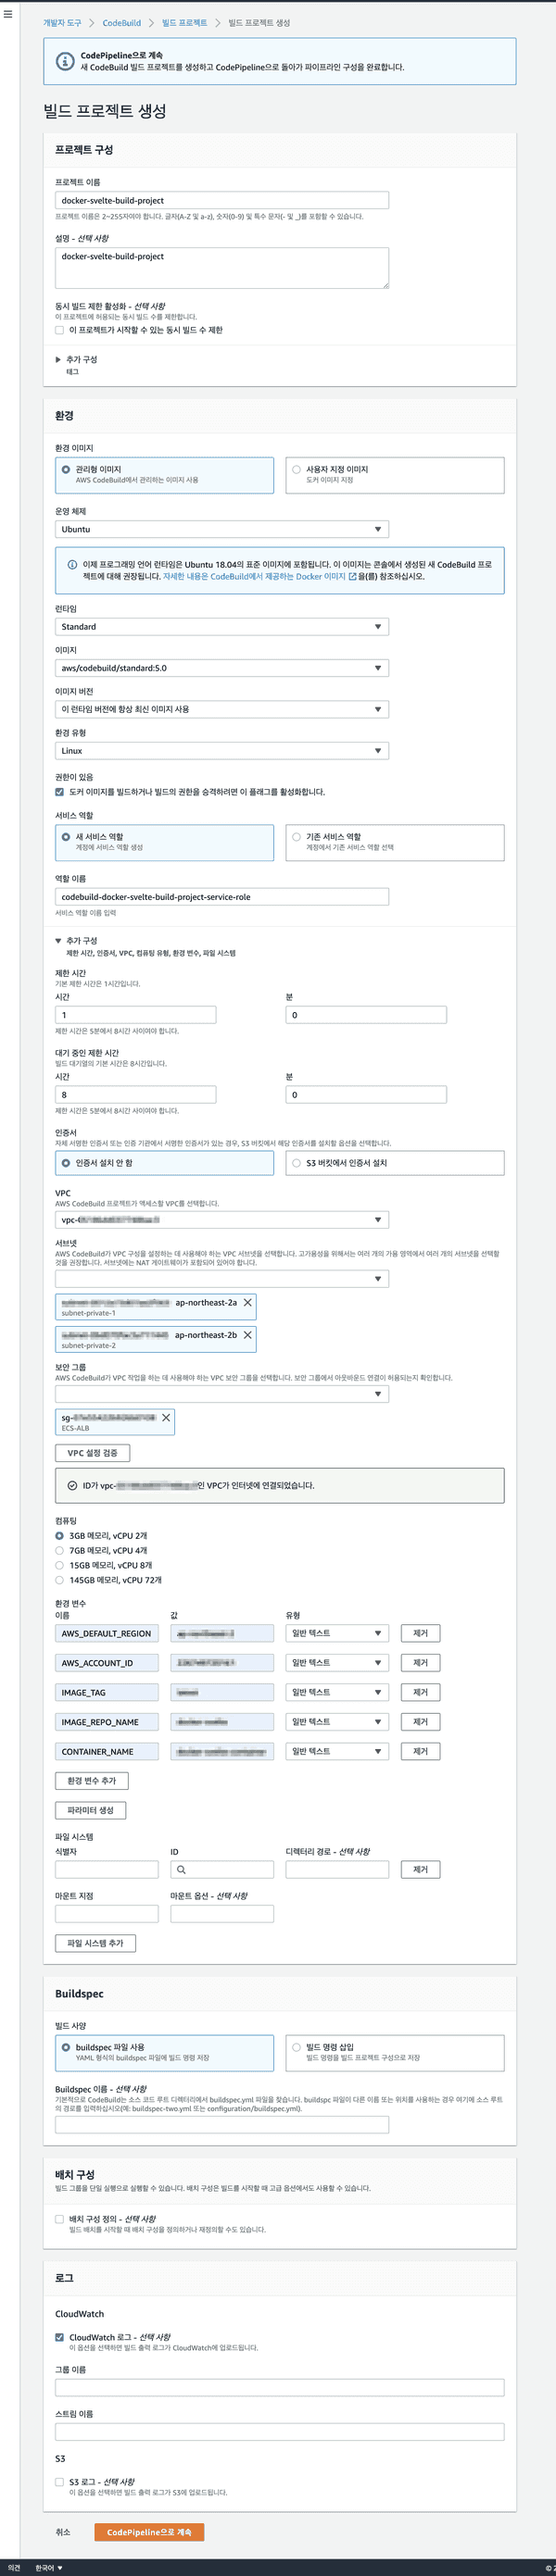 개발자 도구 > CodeBuild > 빌드 프로젝트 > 빌드 프로젝트 생성
CodePipeline으로 계속
새 CodeBuild 빌드 프로젝트를 생성하고 CodePipeline으로 돌아가 파이프라인 구성을 완료합니다.
빌드 프로젝트 생성
프로젝트 구성
프로젝트 이름
docker-svelte-build-project
프로젝트 이름은 2~255자여야 합니다. 글자(A-Z 및 a-z), 숫자(0-9) 및 특수 문자(- 및 _)를 포함할 수 있습니다.
설명 - 선택 사항
docker-svelte-build-project
동시 빌드 제한 활성화 - 선택 사항
이 프로젝트에 허용되는 동시 빌드 수를 제한합니다.
이 프로젝트가 시작할 수 있는 동시 빌드 수 제한
추가 구성
태그
환경
환경 이미지
관리형 이미지
AWS CodeBuild에서 관리하는 이미지 사용
사용자 지정 이미지
도커 이미지 지정
운영 체제
Ubuntu
이제 프로그래밍 언어 런타임은 Ubuntu 18.04의 표준 이미지에 포함됩니다. 이 이미지는 콘솔에서 생성된 새 CodeBuild 프로
젝트에 대해 권장됩니다. 자세한 내용은 CodeBuild에서 제공하는 Docker 이미지 을(를) 참조하십시오.
런타임
Standard
이미지
aws/codebuild/standard:5.0
이미지 버전
이 런타임 버전에 항상 최신 이미지 사용
환경 유형
Linux
권한이 있음
도커 이미지를 빌드하거나 빌드의 권한을 승격하려면 이 플래그를 활성화합니다.
서비스 역할
새 서비스 역할
계정에 서비스 역할 생성
기존 서비스 역할
계정에서 기존 서비스 역할 선택
역할 이름
codebuild-docker-svelte-build-project-service-role
서비스 역할 이름 입력
추가 구성
제한 시간, 인증서, VPC, 컴퓨팅 유형, 환경 변수, 파일 시스템
제한 시간
기본 제한 시간은 1시간입니다.
시간 분
1 0
제한 시간은 5분에서 8시간 사이여야 합니다.
대기 중인 제한 시간
빌드 대기열의 기본 시간은 8시간입니다.
시간 분
8 0
제한 시간은 5분에서 8시간 사이여야 합니다.
인증서
자체 서명한 인증서 또는 인증 기관에서 서명한 인증서가 있는 경우, S3 버킷에서 해당 인증서를 설치할 옵션을 선택합니다.
인증서 설치 안 함
S3 버킷에서 인증서 설치
VPC
AWS CodeBuild 프로젝트가 액세스할 VPC를 선택합니다.
vpc-
서브넷
AWS CodeBuild가 VPC 구성을 설정하는 데 사용해야 하는 VPC 서브넷을 선택합니다. 고가용성을 위해서는 여러 개의 가용 영역에서 여러 개의 서브넷을 선택할
것을 권장합니다. 서브넷에는 NAT 게이트웨이가 포함되어 있어야 합니다.
ap-northeast-2a
subnet-private-1
ap-northeast-2b
subnet-private-2
보안 그룹
AWS CodeBuild가 VPC 작업을 하는 데 사용해야 하는 VPC 보안 그룹을 선택합니다. 보안 그룹에서 아웃바운드 연결이 허용되는지 확인합니다.
sg-
ECS-ALB
VPC 설정 검증
ID가 vpc- 인 VPC가 인터넷에 연결되었습니다.
컴퓨팅
3GB 메모리, vCPU 2개
7GB 메모리, vCPU 4개
15GB 메모리, vCPU 8개
145GB 메모리, vCPU 72개
환경 변수
이름 값 유형
AWS_DEFAULT_REGION 일반 텍스트 제거
AWS_ACCOUNT_ID 일반 텍스트 제거
IMAGE_TAG 일반 텍스트 제거
IMAGE_REPO_NAME 일반 텍스트 제거
CONTAINER_NAME 일반 텍스트 제거
환경 변수 추가
파라미터 생성
파일 시스템
식별자 ID 디렉터리 경로 - 선택 사항
제거
마운트 지점 마운트 옵션 - 선택 사항
파일 시스템 추가
Buildspec
빌드 사양
buildspec 파일 사용
YAML 형식의 buildspec 파일에 빌드 명령 저장
빌드 명령 삽입
빌드 명령을 빌드 프로젝트 구성으로 저장
Buildspec 이름 - 선택 사항
기본적으로 CodeBuild는 소스 코드 루트 디렉터리에서 buildspec.yml 파일을 찾습니다. buildspc 파일이 다른 이름 또는 위치를 사용하는 경우 여기에 소스 루트
의 경로를 입력하십시오(예: buildspec-two.yml 또는 configuration/buildspec.yml).
배치 구성
빌드 그룹을 단일 실행으로 실행할 수 있습니다. 배치 구성은 빌드를 시작할 때 고급 옵션에서도 사용할 수 있습니다.
배치 구성 정의 - 선택 사항
빌드 배치를 시작할 때 배치 구성을 정의하거나 재정의할 수도 있습니다.
로그
CloudWatch
CloudWatch 로그 - 선택 사항
이 옵션을 선택하면 빌드 출력 로그가 CloudWatch에 업로드됩니다.
그룹 이름
스트림 이름
S3
S3 로그 - 선택 사항
이 옵션을 선택하면 빌드 출력 로그가 S3에 업로드됩니다.
취소 CodePipeline으로 계속
의견 한국어 ©